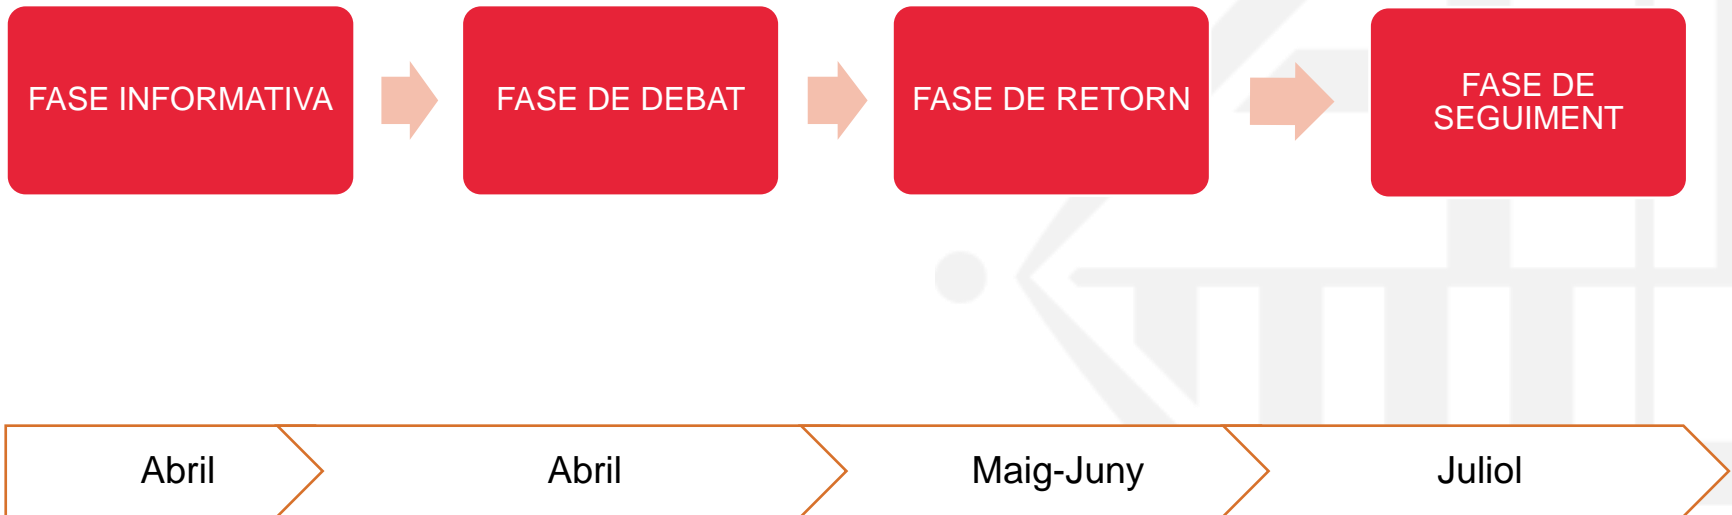 FASE INFORMATIVA
FASE DE DEBAT
FASE DE RETORN
FASE DE
SEGUIMENT
Abril
Abril
Maig-Juny
Juliol